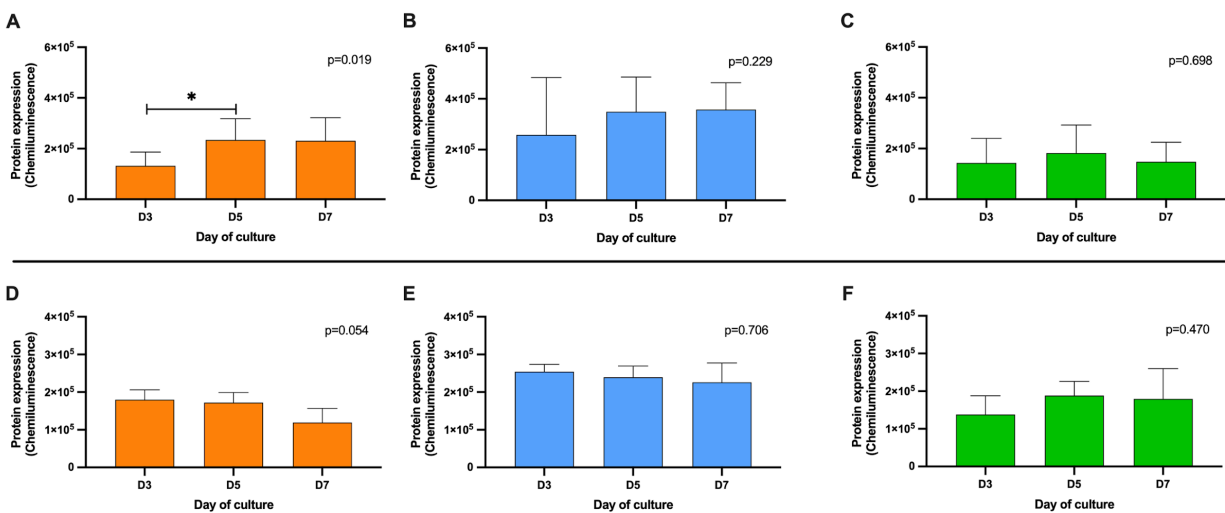 A
Protein expression
(Chemiluminescence)
6×10⁵
4×10⁵
2×10⁵
0
p=0.019
*
D3 D5 D7
Day of culture
B
Protein expression
(Chemiluminescence)
6×10⁵
4×10⁵
2×10⁵
0
p=0.229
D3 D5 D7
Day of culture
C
Protein expression
(Chemiluminescence)
6×10⁵
4×10⁵
2×10⁵
0
p=0.698
D3 D5 D7
Day of culture
D
Protein expression
(Chemiluminescence)
4×10⁵
3×10⁵
2×10⁵
1×10⁵
0
p=0.054
D3 D5 D7
Day of culture
E
Protein expression
(Chemiluminescence)
4×10⁵
3×10⁵
2×10⁵
1×10⁵
0
p=0.706
D3 D5 D7
Day of culture
F
Protein expression
(Chemiluminescence)
4×10⁵
3×10⁵
2×10⁵
1×10⁵
0
p=0.470
D3 D5 D7
Day of culture